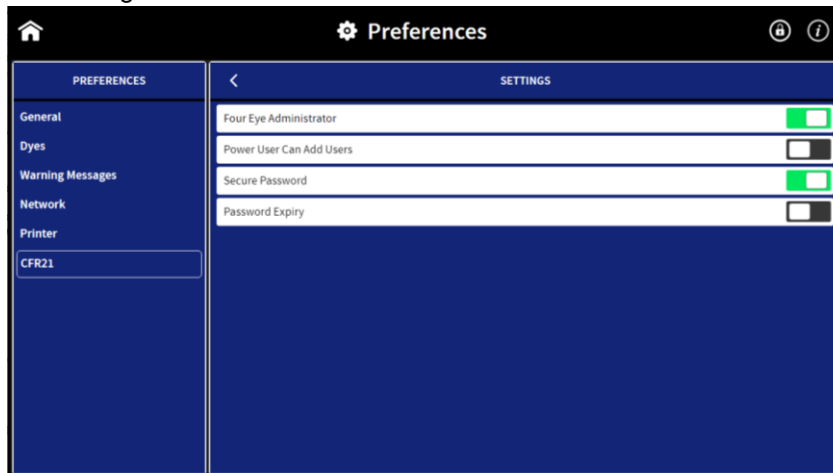 Preferences
PREFERENCES
General
Dyes
Warning Messages
Network
Printer
CFR21
SETTINGS
Four Eye Administrator
Power User Can Add Users
Secure Password
Password Expiry